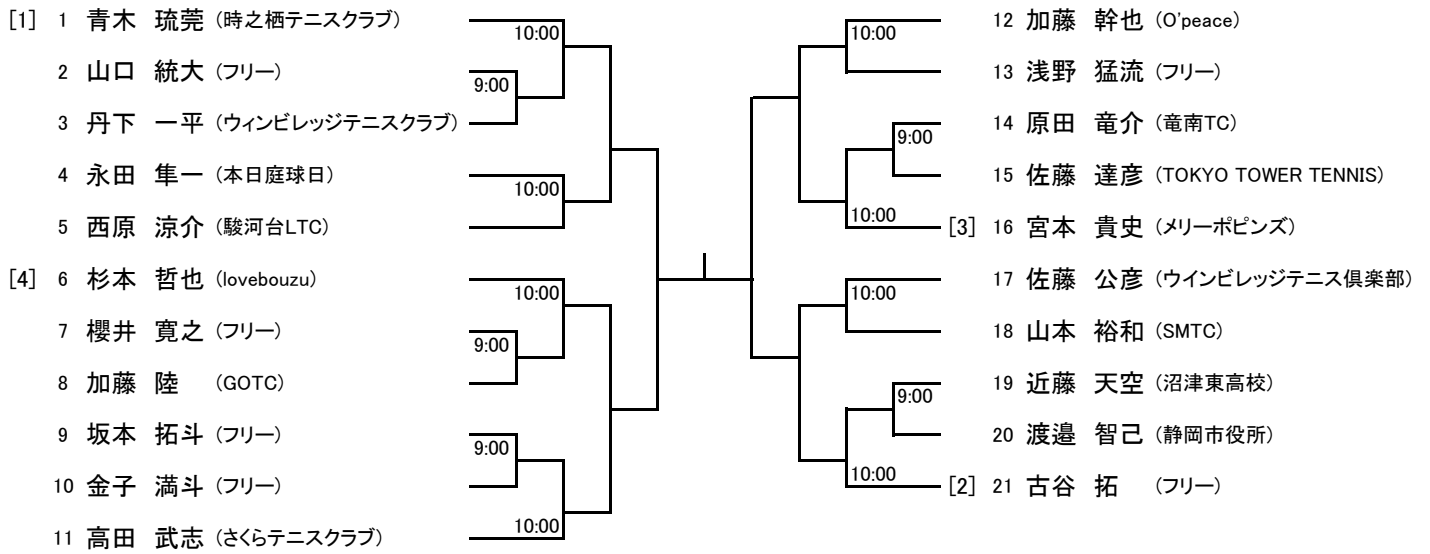 [1] 1 青木 琉莞 (時之栖テニスクラブ)
10:00
2 山口 統大 (フリー)
9:00
3 丹下 一平 (ウィンビレッジテニスクラブ)
4 永田 隼一 (本日庭球日)
10:00
5 西原 涼介 (駿河台LTC)
[4] 6 杉本 哲也 (lovebouzu)
10:00
7 櫻井 寛之 (フリー)
9:00
8 加藤 陸 (GOTC)
9 坂本 拓斗 (フリー)
9:00
10 金子 満斗 (フリー)
11 高田 武志 (さくらテニスクラブ)
10:00
12 加藤 幹也 (O'peace)
10:00
13 浅野 猛流 (フリー)
14 原田 竜介 (竜南TC)
9:00
15 佐藤 達彦 (TOKYO TOWER TENNIS)
10:00
[3] 16 宮本 貴史 (メリーポピンズ)
17 佐藤 公彦 (ウインビレッジテニス倶楽部)
10:00
18 山本 裕和 (SMTC)
19 近藤 天空 (沼津東高校)
9:00
20 渡邉 智己 (静岡市役所)
10:00
[2] 21 古谷 拓 (フリー)